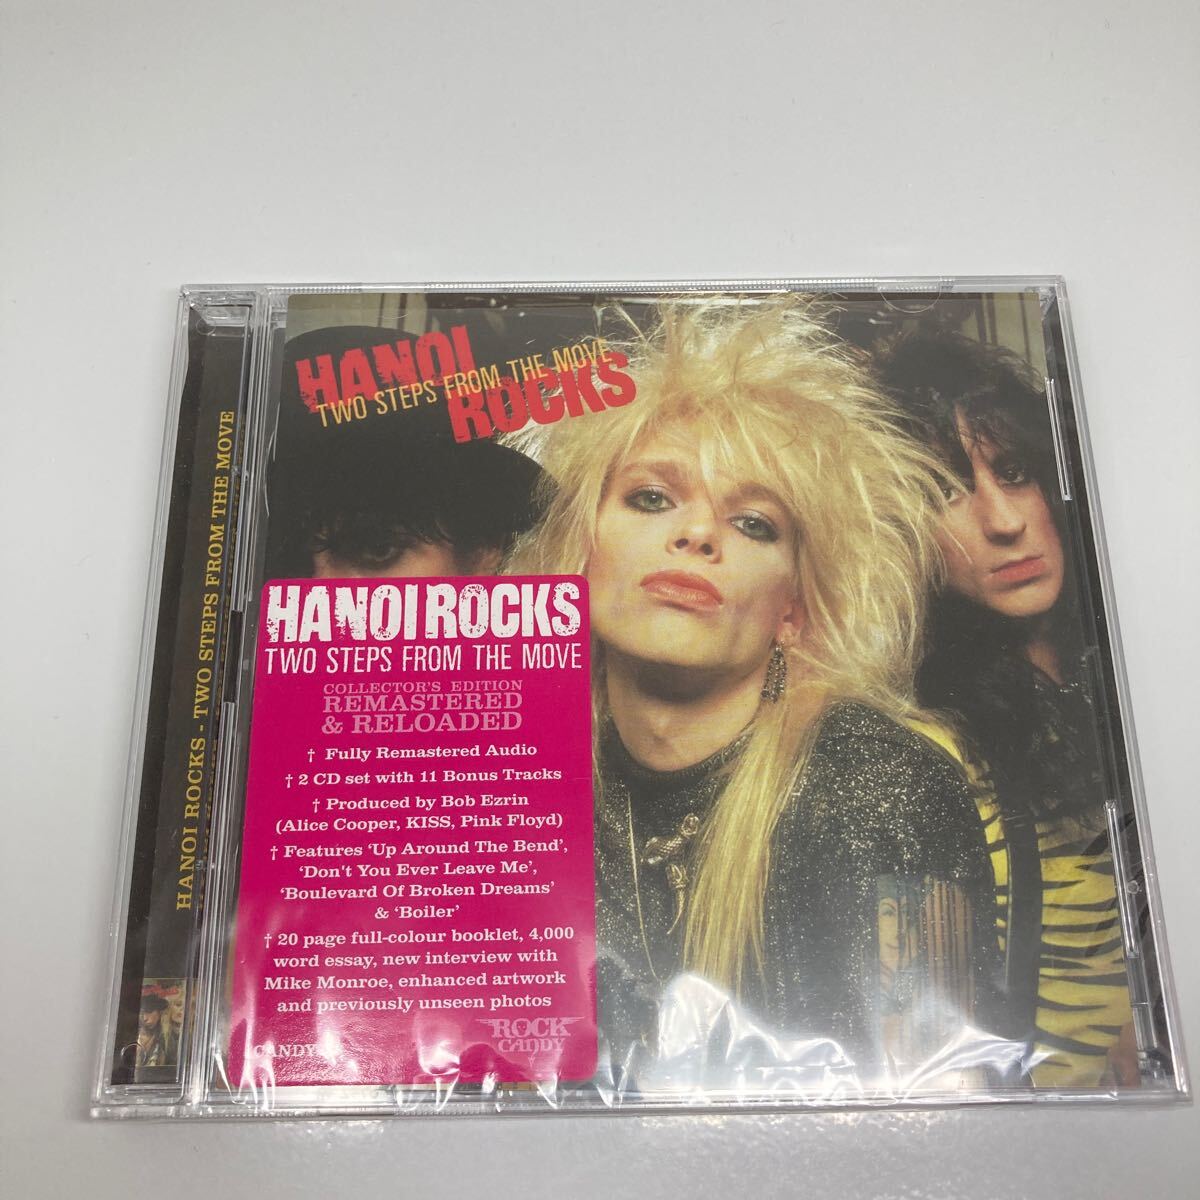 HANOI
TWO STEPS FROM THE MOVE
ROCKS
HANOI ROCKS - TWO STEPS FROM THE MOVE
HANOI ROCKS
TWO STEPS FROM THE MOVE
COLLECTOR'S EDITION
REMASTERED
& RELOADED
† Fully Remastered Audio
† 2 CD set with 11 Bonus Tracks
† Produced by Bob Ezrin
(Alice Cooper, KISS, Pink Floyd)
† Features ‘Up Around The Bend’,
‘Don't You Ever Leave Me’,
‘Boulevard Of Broken Dreams’
& ‘Boiler’
† 20 page full-colour booklet, 4,000
word essay, new interview with
Mike Monroe, enhanced artwork
and previously unseen photos
CANDY
ROCK
CANDY